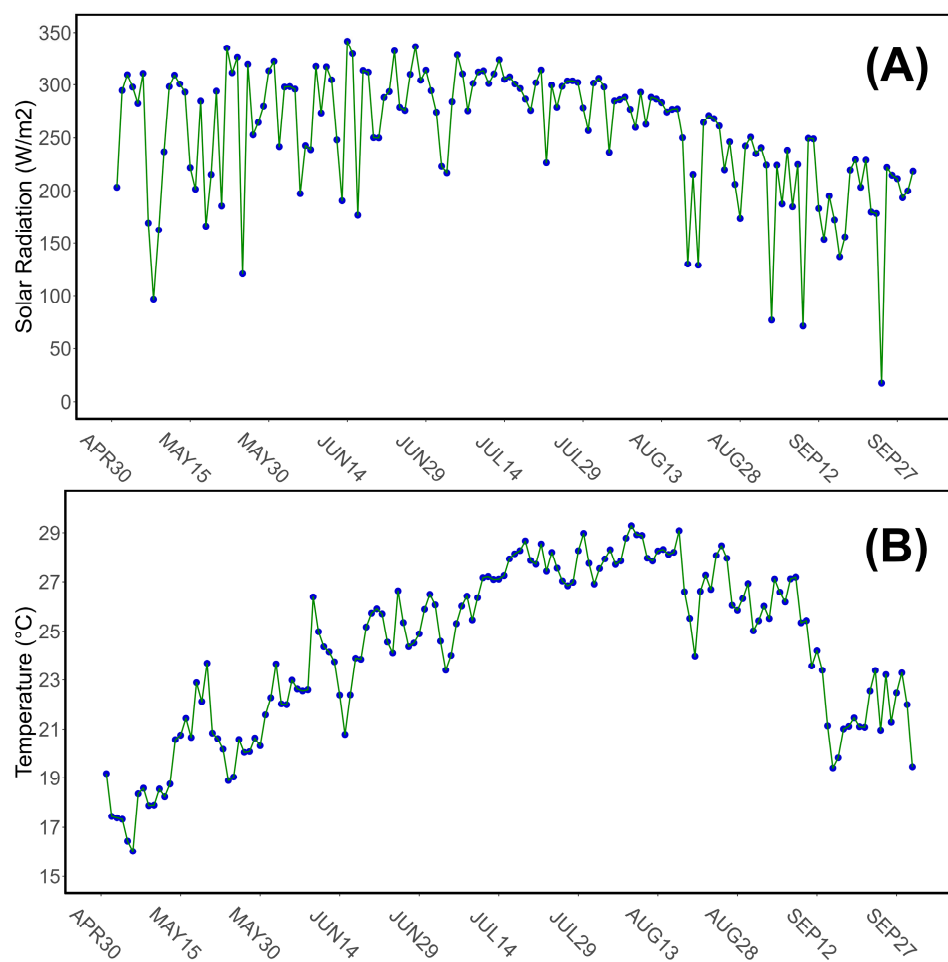 (A)
Solar Radiation (W/m2)
350
300
250
200
150
100
50
0
APR30
MAY15
MAY30
JUN14
JUN29
JUL14
JUL29
AUG13
AUG28
SEP12
SEP27
(B)
Temperature (°C)
29
27
25
23
21
19
17
15
APR30
MAY15
MAY30
JUN14
JUN29
JUL14
JUL29
AUG13
AUG28
SEP12
SEP27